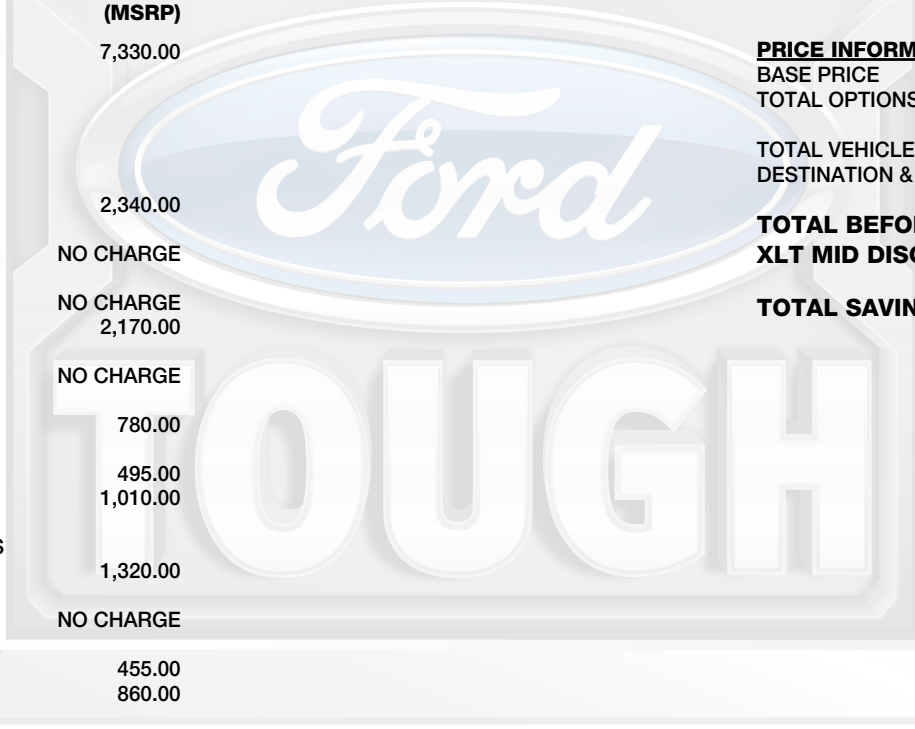 (MSRP)
7,330.00
2,340.00
NO CHARGE
NO CHARGE
2,170.00
NO CHARGE
780.00
495.00
1,010.00
S
1,320.00
NO CHARGE
455.00
860.00
PRICE INFORM
BASE PRICE
TOTAL OPTIONS
TOTAL VEHICLE
DESTINATION &
TOTAL BEFO
XLT MID DISC
TOTAL SAVIN
Ford
TOUGH